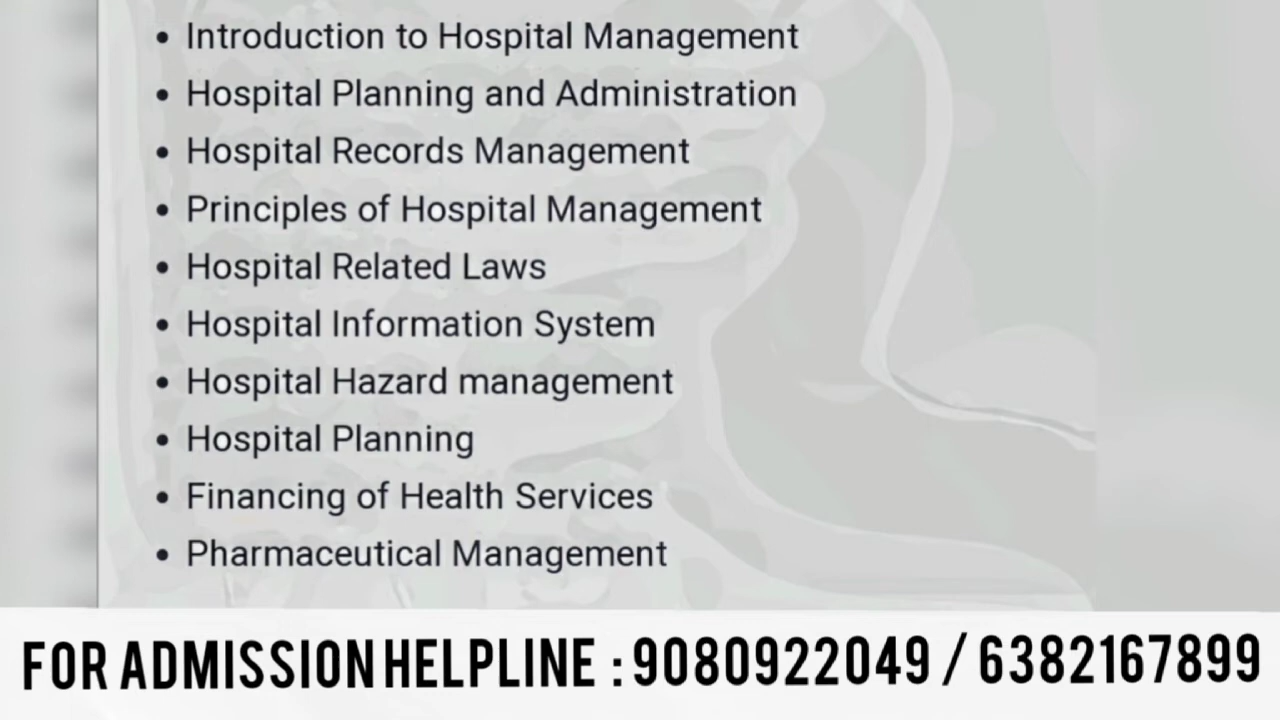 • Introduction to Hospital Management
• Hospital Planning and Administration
• Hospital Records Management
• Principles of Hospital Management
• Hospital Related Laws
• Hospital Information System
• Hospital Hazard management
• Hospital Planning
• Financing of Health Services
• Pharmaceutical Management
FOR ADMISSION HELPLINE : 9080922049 / 6382167899